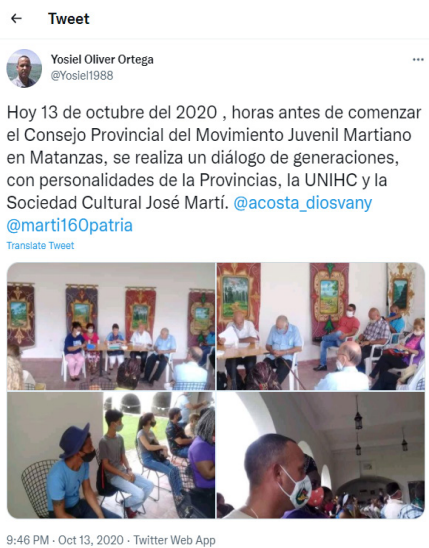 Tweet
Yosiel Oliver Ortega
@Yosiel1988
Hoy 13 de octubre del 2020 , horas antes de comenzar
el Consejo Provincial del Movimiento Juvenil Martiano
en Matanzas, se realiza un diálogo de generaciones,
con personalidades de la Provincias, la UNIHC y la
Sociedad Cultural José Martí. @acosta_diosvany
@marti160patria
Translate Tweet
9:46 PM · Oct 13, 2020 · Twitter Web App